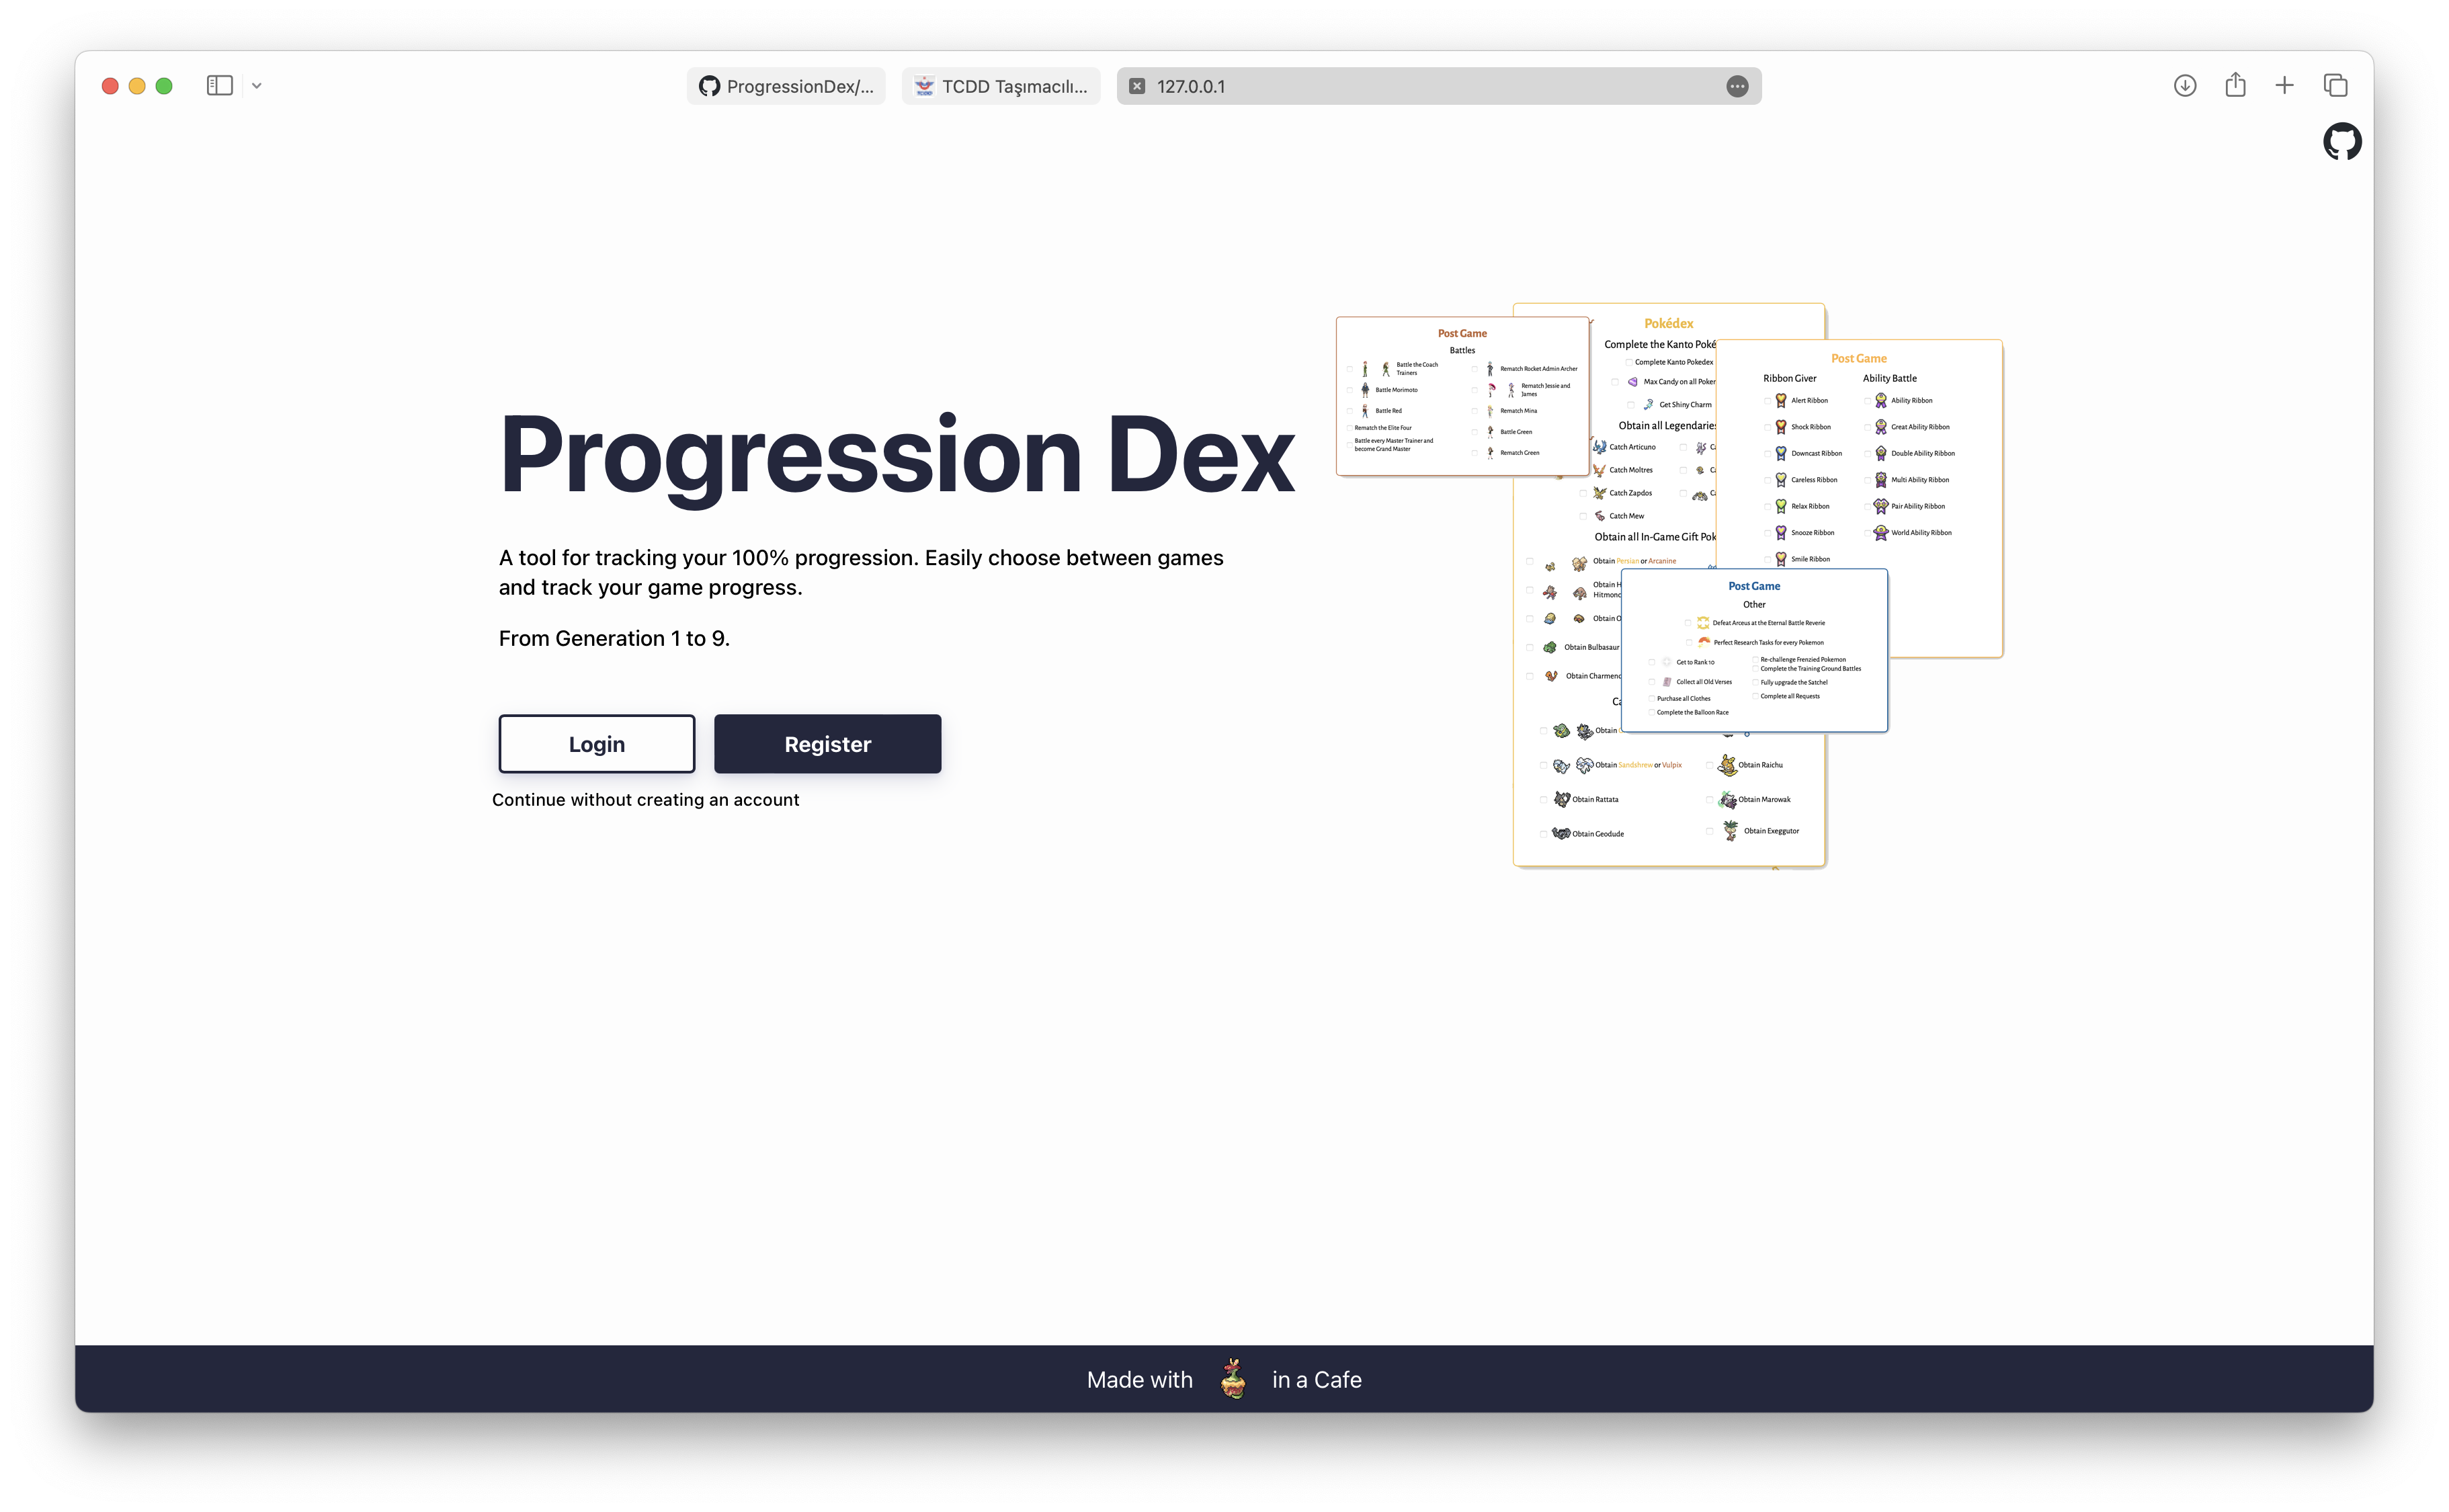 ProgressionDex/...
TCDD Taşımacılı...
127.0.0.1
Progression Dex
A tool for tracking your 100% progression. Easily choose between games
and track your game progress.
From Generation 1 to 9.
Login
Register
Continue without creating an account
Post Game
Battles
Battle the Coach
Trainers
Battle Morimoto
Battle Red
Rematch the Elite Four
Battle every Master Trainer and
become Grand Master
Rematch Rocket Admin Archer
Rematch Jessie and
James
Rematch Mina
Battle Green
Rematch Green
Pokédex
Complete the Kanto Poké
Complete Kanto Pokedex
Max Candy on all Poker
Get Shiny Charm
Obtain all Legendaries
Catch Articuno
Catch Moltres
Catch Zapdos
Catch Mew
Obtain all In-Game Gift Pok
Obtain Persian or Arcanine
Obtain H
Hitmonc
Obtain O
Obtain Bulbasaur
Obtain Charmend
Ca
Obtain
Obtain Sandshrew or Vulpix
Obtain Rattata
Obtain Geodude
Obtain Raichu
Obtain Marowak
Obtain Exeggutor
Post Game
Ribbon Giver
Alert Ribbon
Shock Ribbon
Downcast Ribbon
Careless Ribbon
Relax Ribbon
Snooze Ribbon
Smile Ribbon
Ability Battle
Ability Ribbon
Great Ability Ribbon
Double Ability Ribbon
Multi Ability Ribbon
Pair Ability Ribbon
World Ability Ribbon
Post Game
Other
Defeat Arceus at the Eternal Battle Reverie
Perfect Research Tasks for every Pokemon
Get to Rank 10
Collect all Old Verses
Purchase all Clothes
Complete the Balloon Race
Re-challenge Frenzied Pokemon
Complete the Training Ground Battles
Fully upgrade the Satchel
Complete all Requests
Made with in a Cafe